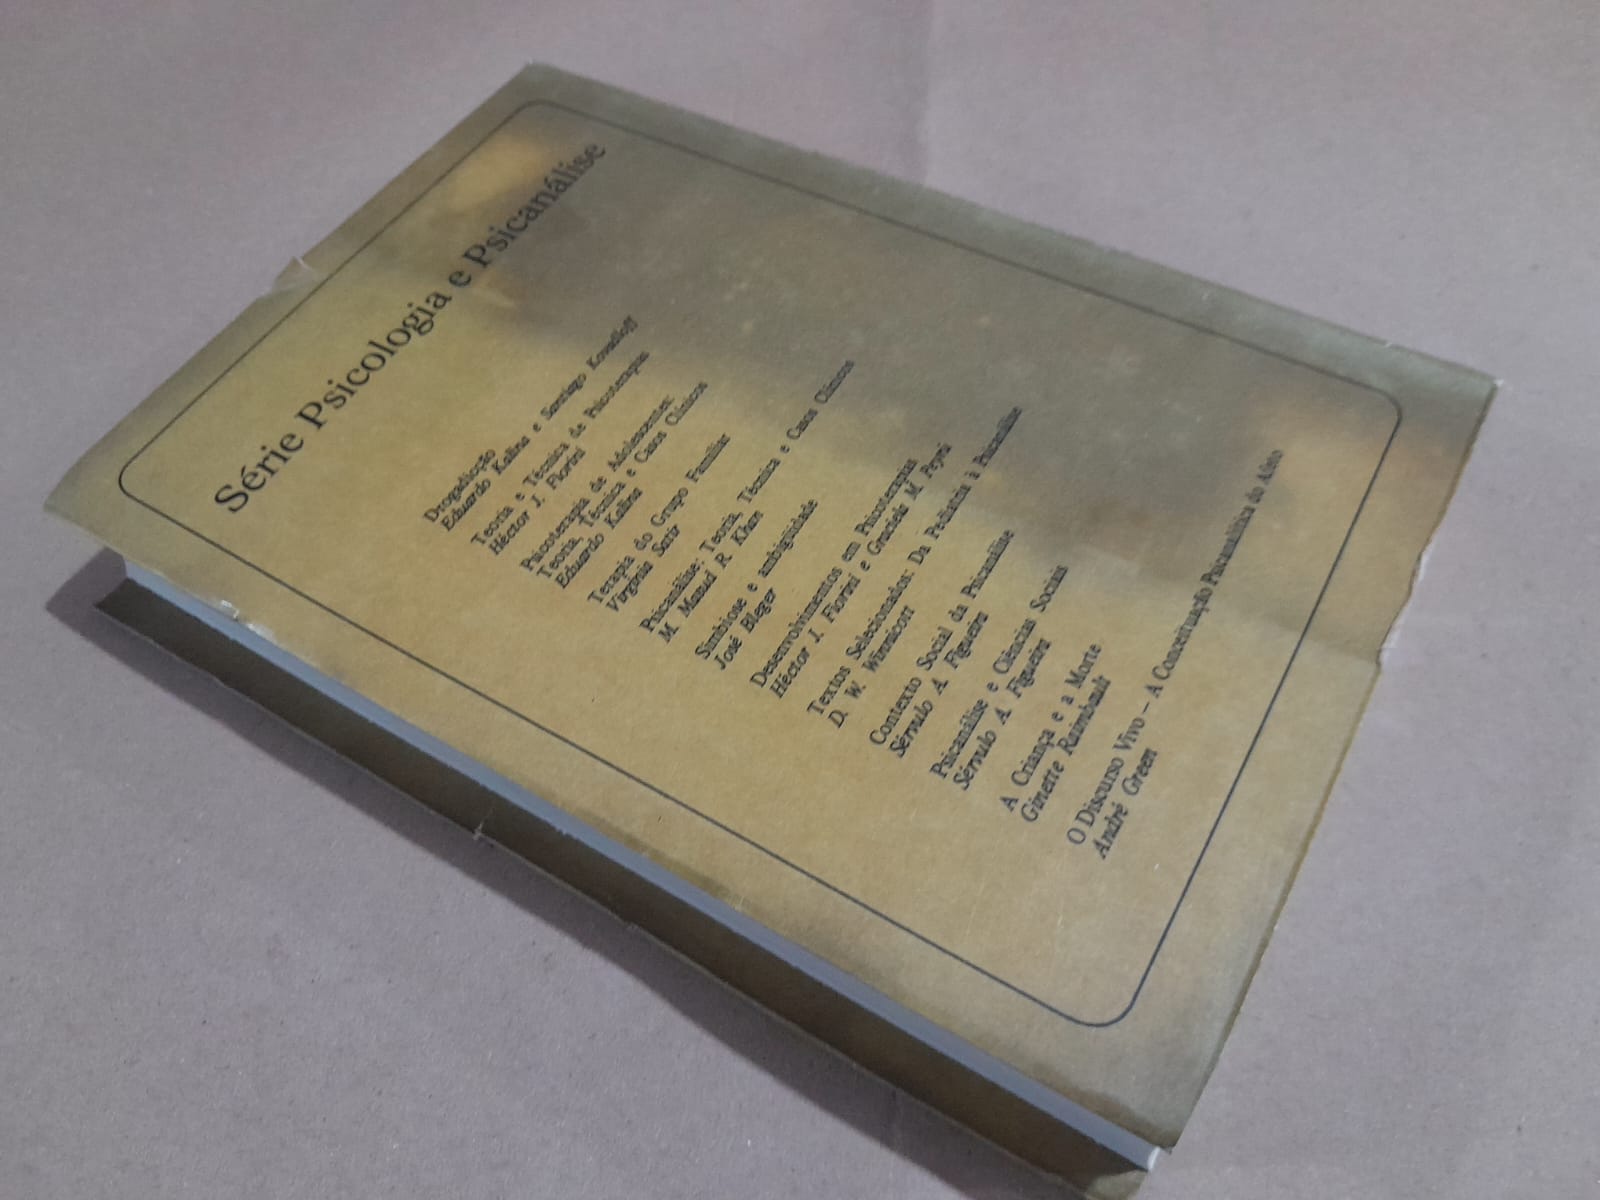 Série Psicologia e Psicanálise
Drogadicção
Eduardo Kalina e Santiago Kovadloff
Teoria e Técnica de Psicoterapias
Héctor J. Fiorini
Psicoterapia de Adolescentes:
Teoria, Técnica e Casos Clínicos
Eduardo Kalina
Terapia do Grupo Familiar
Virginia Satir
Psicanálise: Teoria, Técnica e Casos Clínicos
M. Masud R. Khan
Simbiose e ambigüidade
José Bleger
Desenvolvimentos em Psicoterapias
Héctor J. Fiorini e Graciela M. Peyrú
Textos Selecionados: Da Pediatria à Psicanálise
D. W. Winnicott
Contexto Social da Psicanálise
Sérvulo A. Figueira
Psicanálise e Ciências Sociais
Sérvulo A. Figueira
A Criança e a Morte
Ginette Raimbault
O Discurso Vivo – A Conceituação Psicanalítica do Afeto
André Green